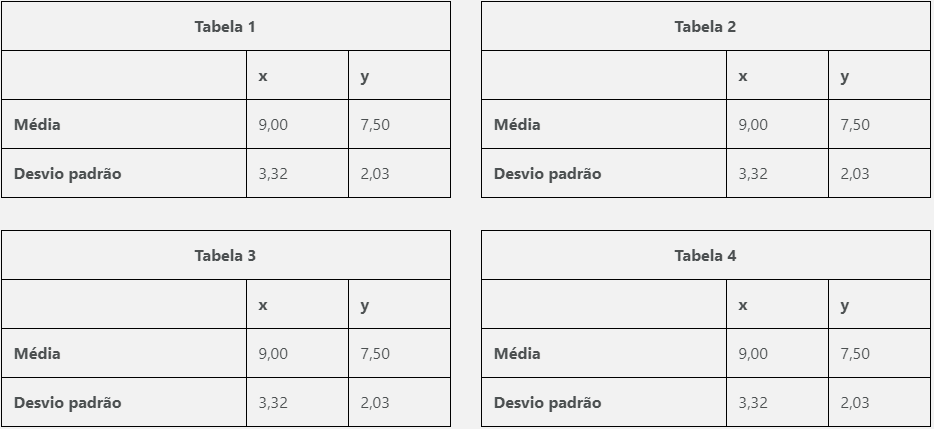 Tabela 1
x y
Média 9,00 7,50
Desvio padrão 3,32 2,03
Tabela 2
x y
Média 9,00 7,50
Desvio padrão 3,32 2,03
Tabela 3
x y
Média 9,00 7,50
Desvio padrão 3,32 2,03
Tabela 4
x y
Média 9,00 7,50
Desvio padrão 3,32 2,03